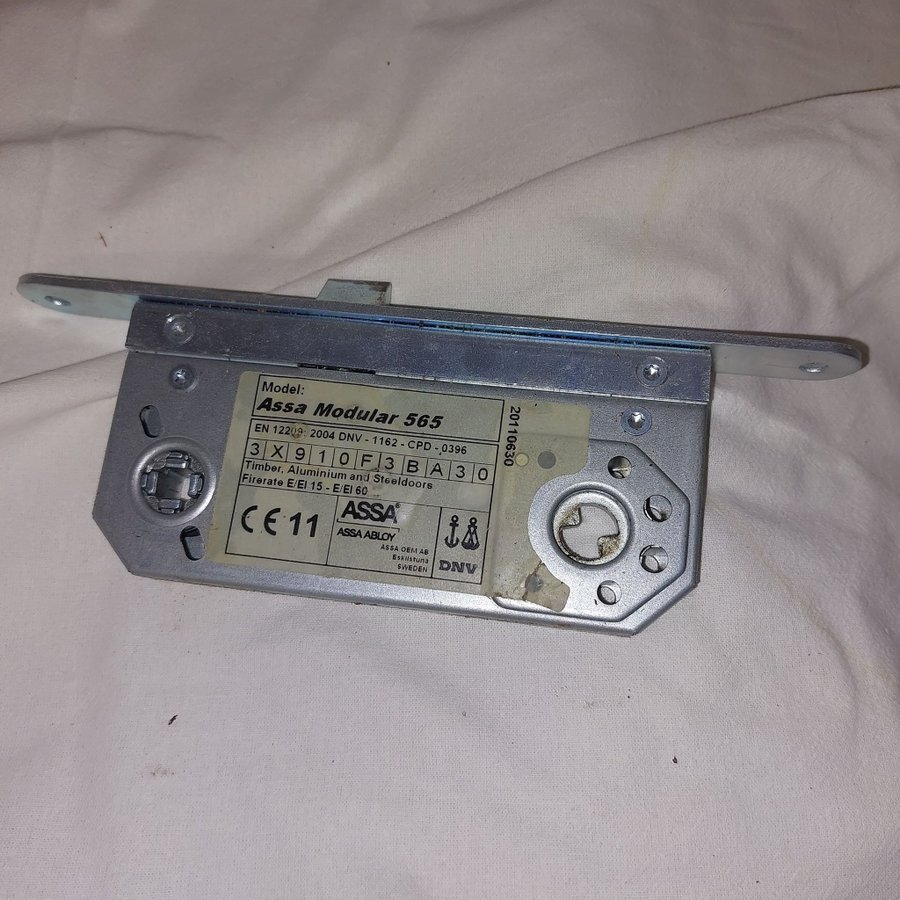 Model:
Assa Modular 565
EN 12209: 2004 DNV - 1162 - CPD - 0396
3 X 9 1 0 F 3 B A 3 0
Timber, Aluminium and Steeldoors
Firerate E/EI 15 - E/EI 60
CE 11
ASSA®
ASSA ABLOY
ASSA OEM AB
Eskilstuna
SWEDEN
DNV
20110630